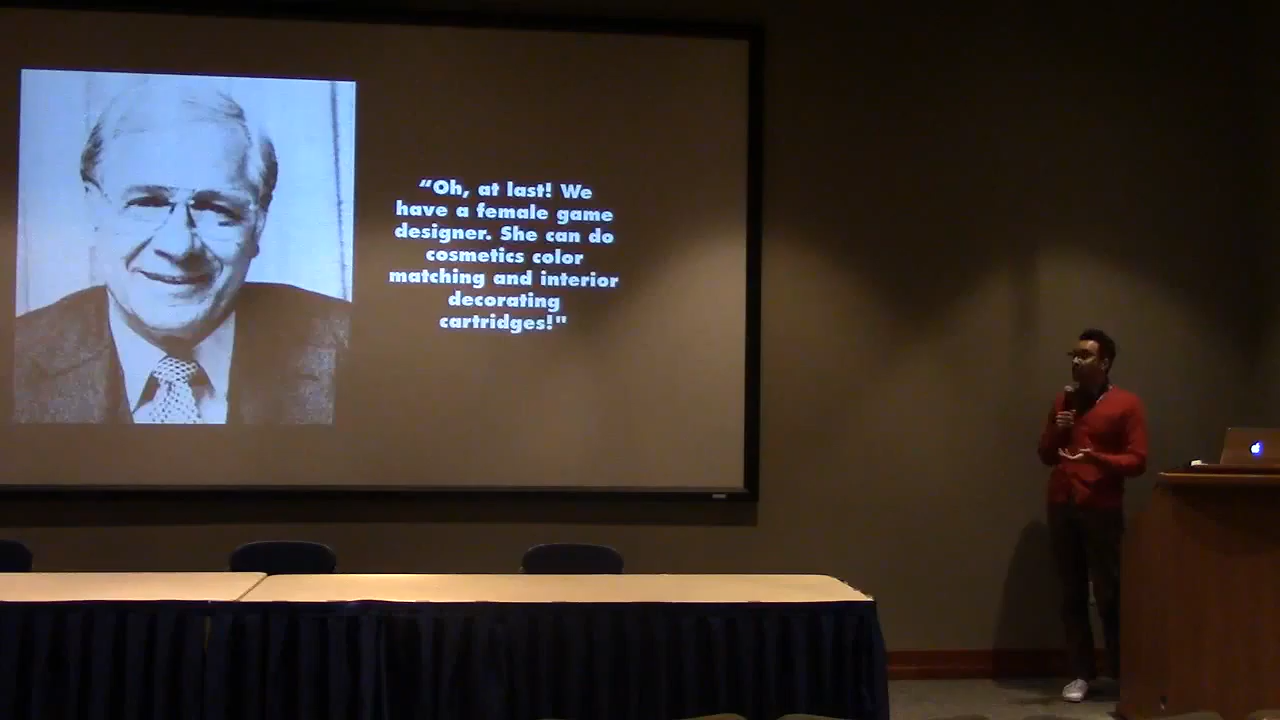 “Oh, at last! We
have a female game
designer. She can do
cosmetics color
matching and interior
decorating
cartridges!"